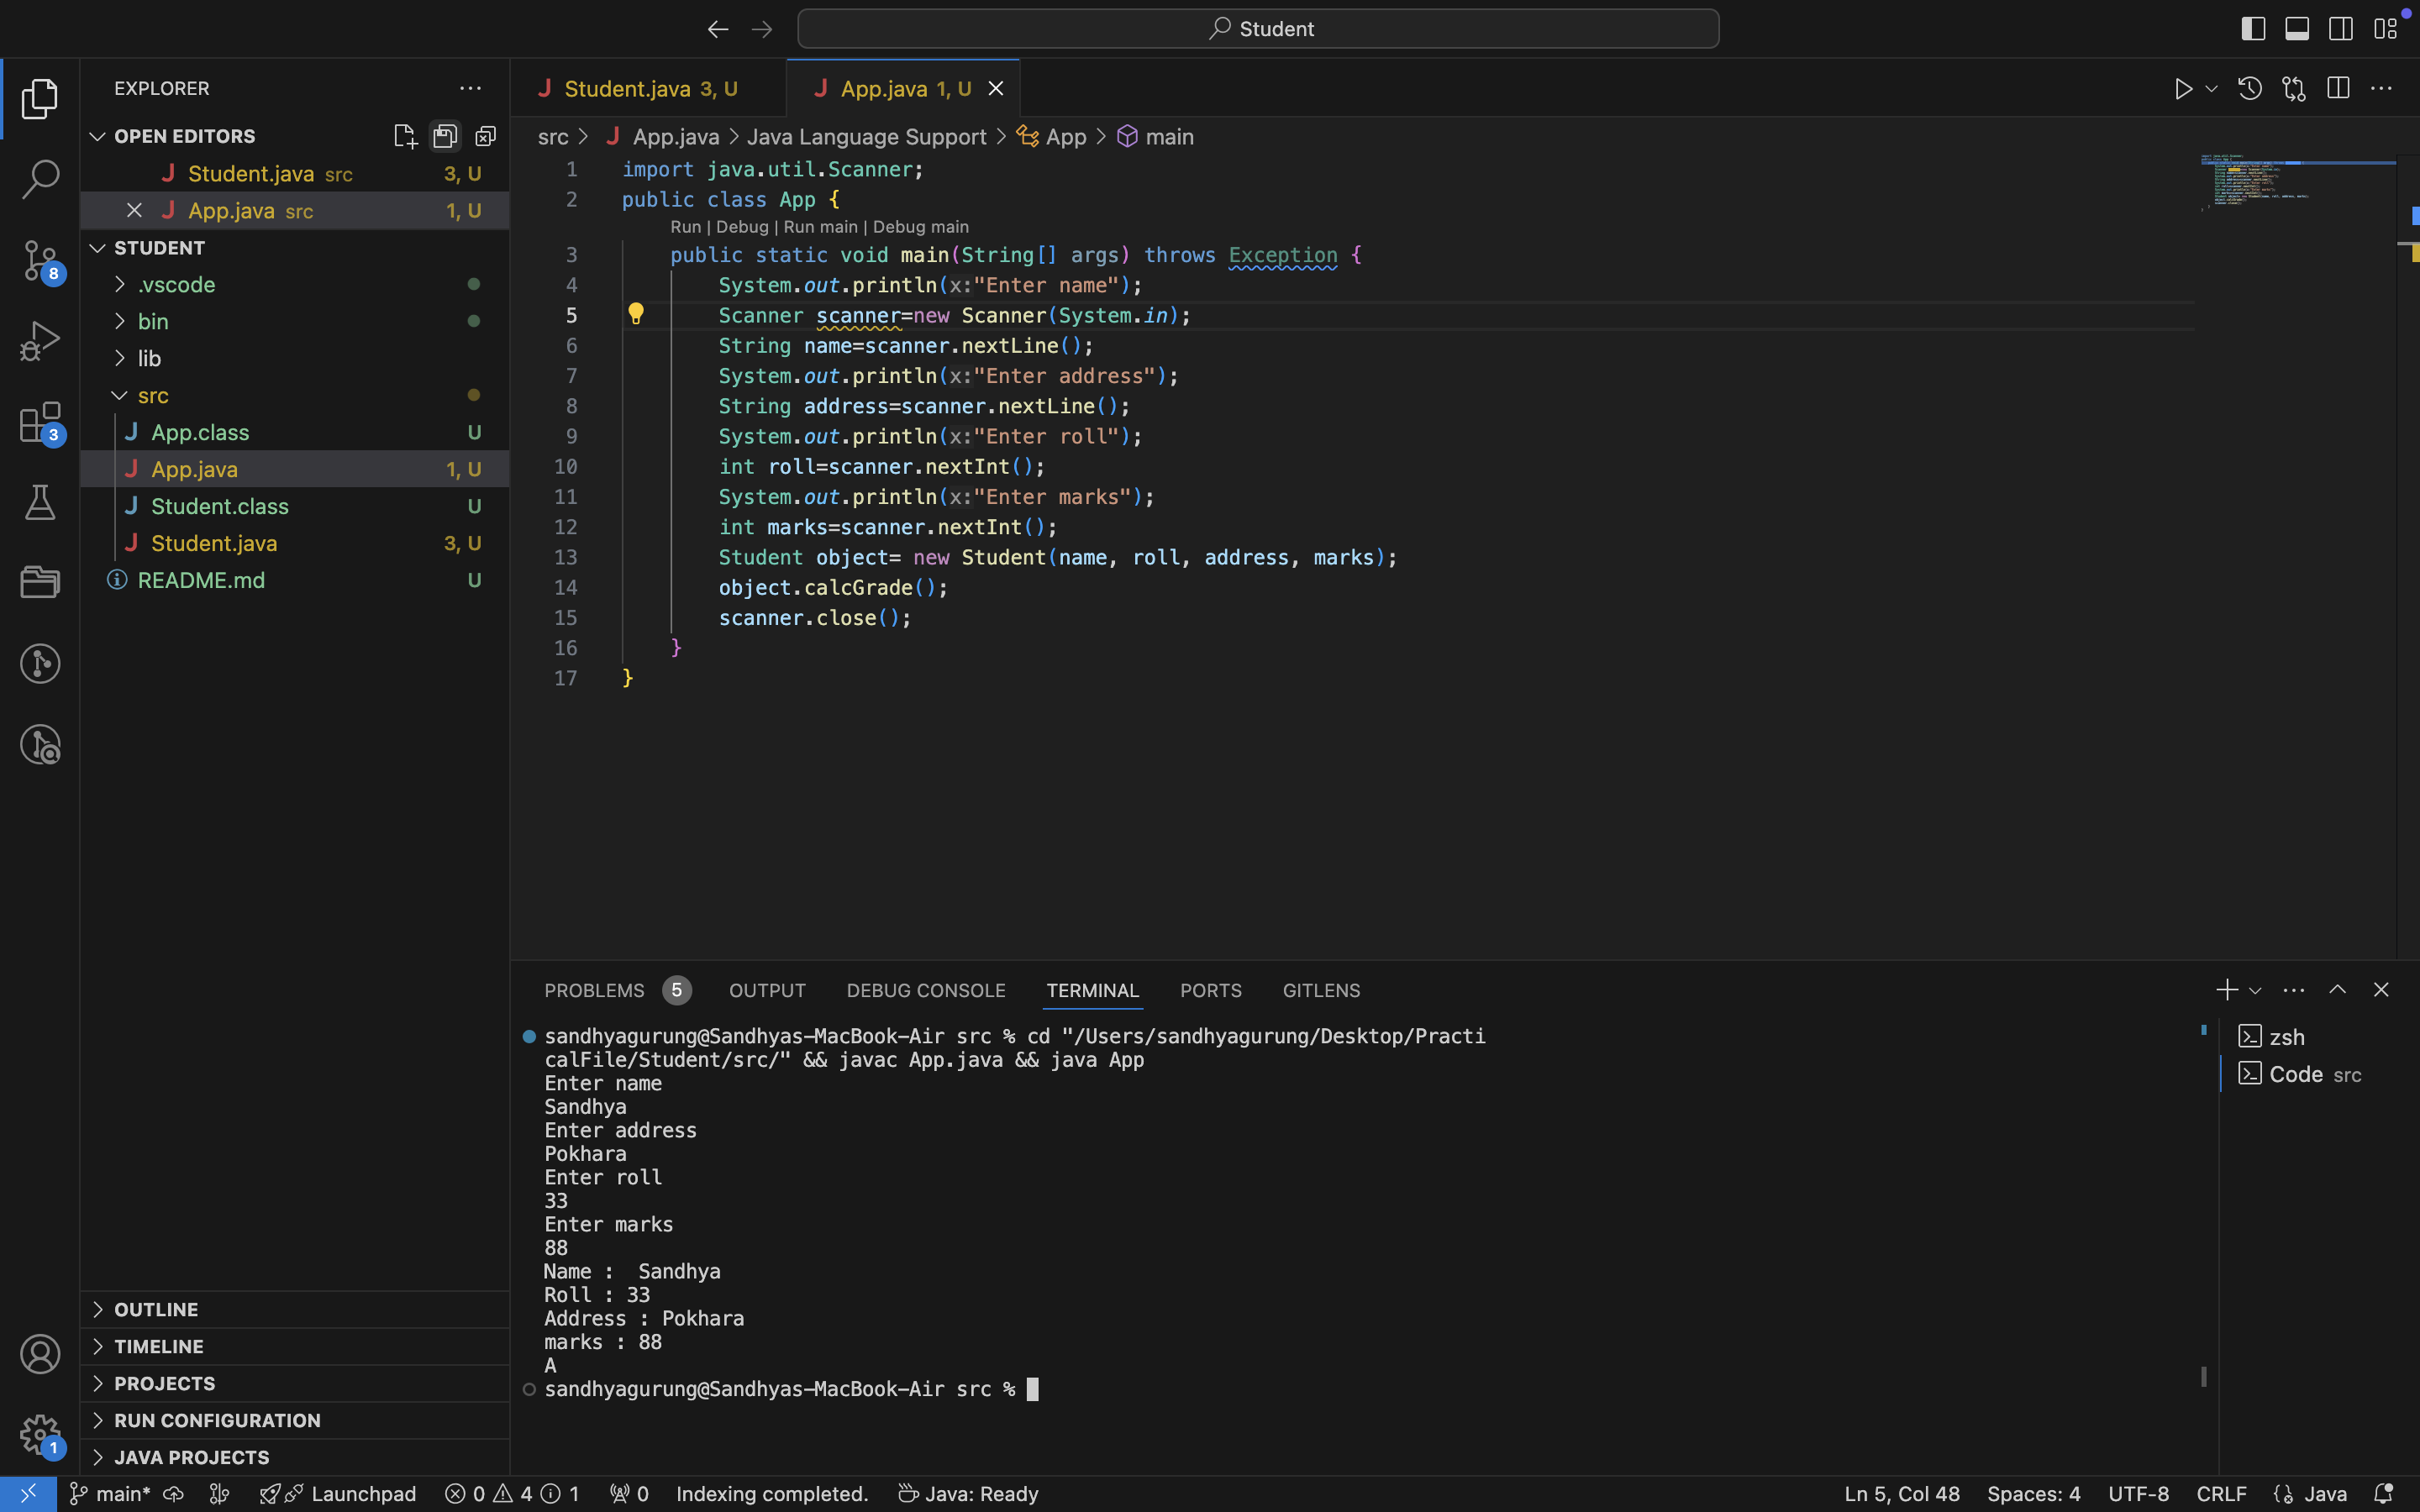 Student
EXPLORER
OPEN EDITORS
Student.java src 3, U
App.java src 1, U
STUDENT
.vscode
bin
lib
src
App.class U
App.java 1, U
Student.class U
Student.java 3, U
README.md U
OUTLINE
TIMELINE
PROJECTS
RUN CONFIGURATION
JAVA PROJECTS
8
3
1
Student.java 3, U
App.java 1, U
src > App.java > Java Language Support > App > main
1 import java.util.Scanner;
2 public class App {
Run | Debug | Run main | Debug main
3 public static void main(String[] args) throws Exception {
4 System.out.println(x:"Enter name");
5 Scanner scanner=new Scanner(System.in);
6 String name=scanner.nextLine();
7 System.out.println(x:"Enter address");
8 String address=scanner.nextLine();
9 System.out.println(x:"Enter roll");
10 int roll=scanner.nextInt();
11 System.out.println(x:"Enter marks");
12 int marks=scanner.nextInt();
13 Student object= new Student(name, roll, address, marks);
14 object.calcGrade();
15 scanner.close();
16 }
17 }
PROBLEMS 5 OUTPUT DEBUG CONSOLE TERMINAL PORTS GITLENS
sandhyagurung@Sandhyas-MacBook-Air src % cd "/Users/sandhyagurung/Desktop/Practi
calFile/Student/src/" && javac App.java && java App
Enter name
Sandhya
Enter address
Pokhara
Enter roll
33
Enter marks
88
Name :  Sandhya
Roll : 33
Address : Pokhara
marks : 88
A
sandhyagurung@Sandhyas-MacBook-Air src %
zsh
Code src
main* Launchpad 0 4 1 0 Indexing completed. Java: Ready Ln 5, Col 48 Spaces: 4 UTF-8 CRLF Java